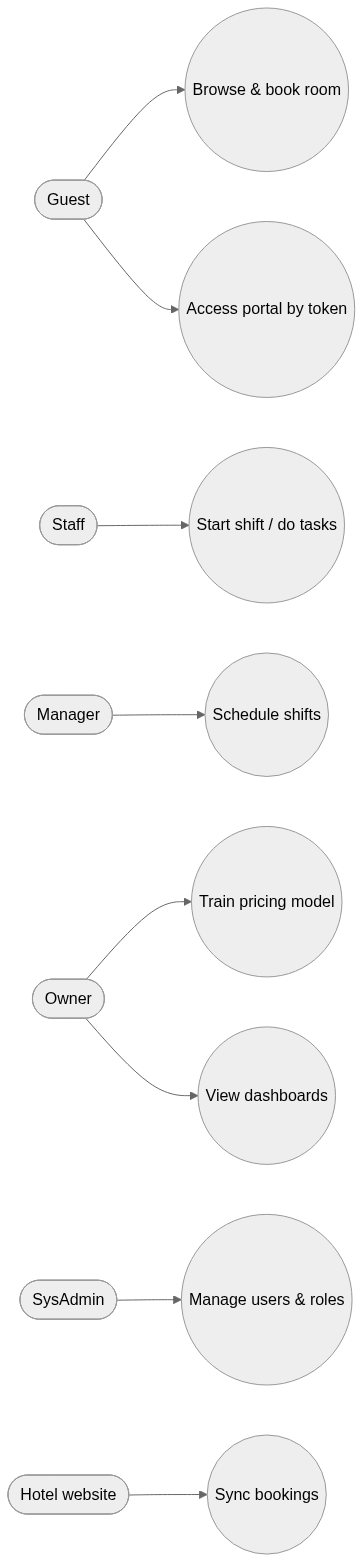 Browse & book room
Guest
Access portal by token
Staff
Start shift / do tasks
Manager
Schedule shifts
Train pricing model
Owner
View dashboards
SysAdmin
Manage users & roles
Hotel website
Sync bookings